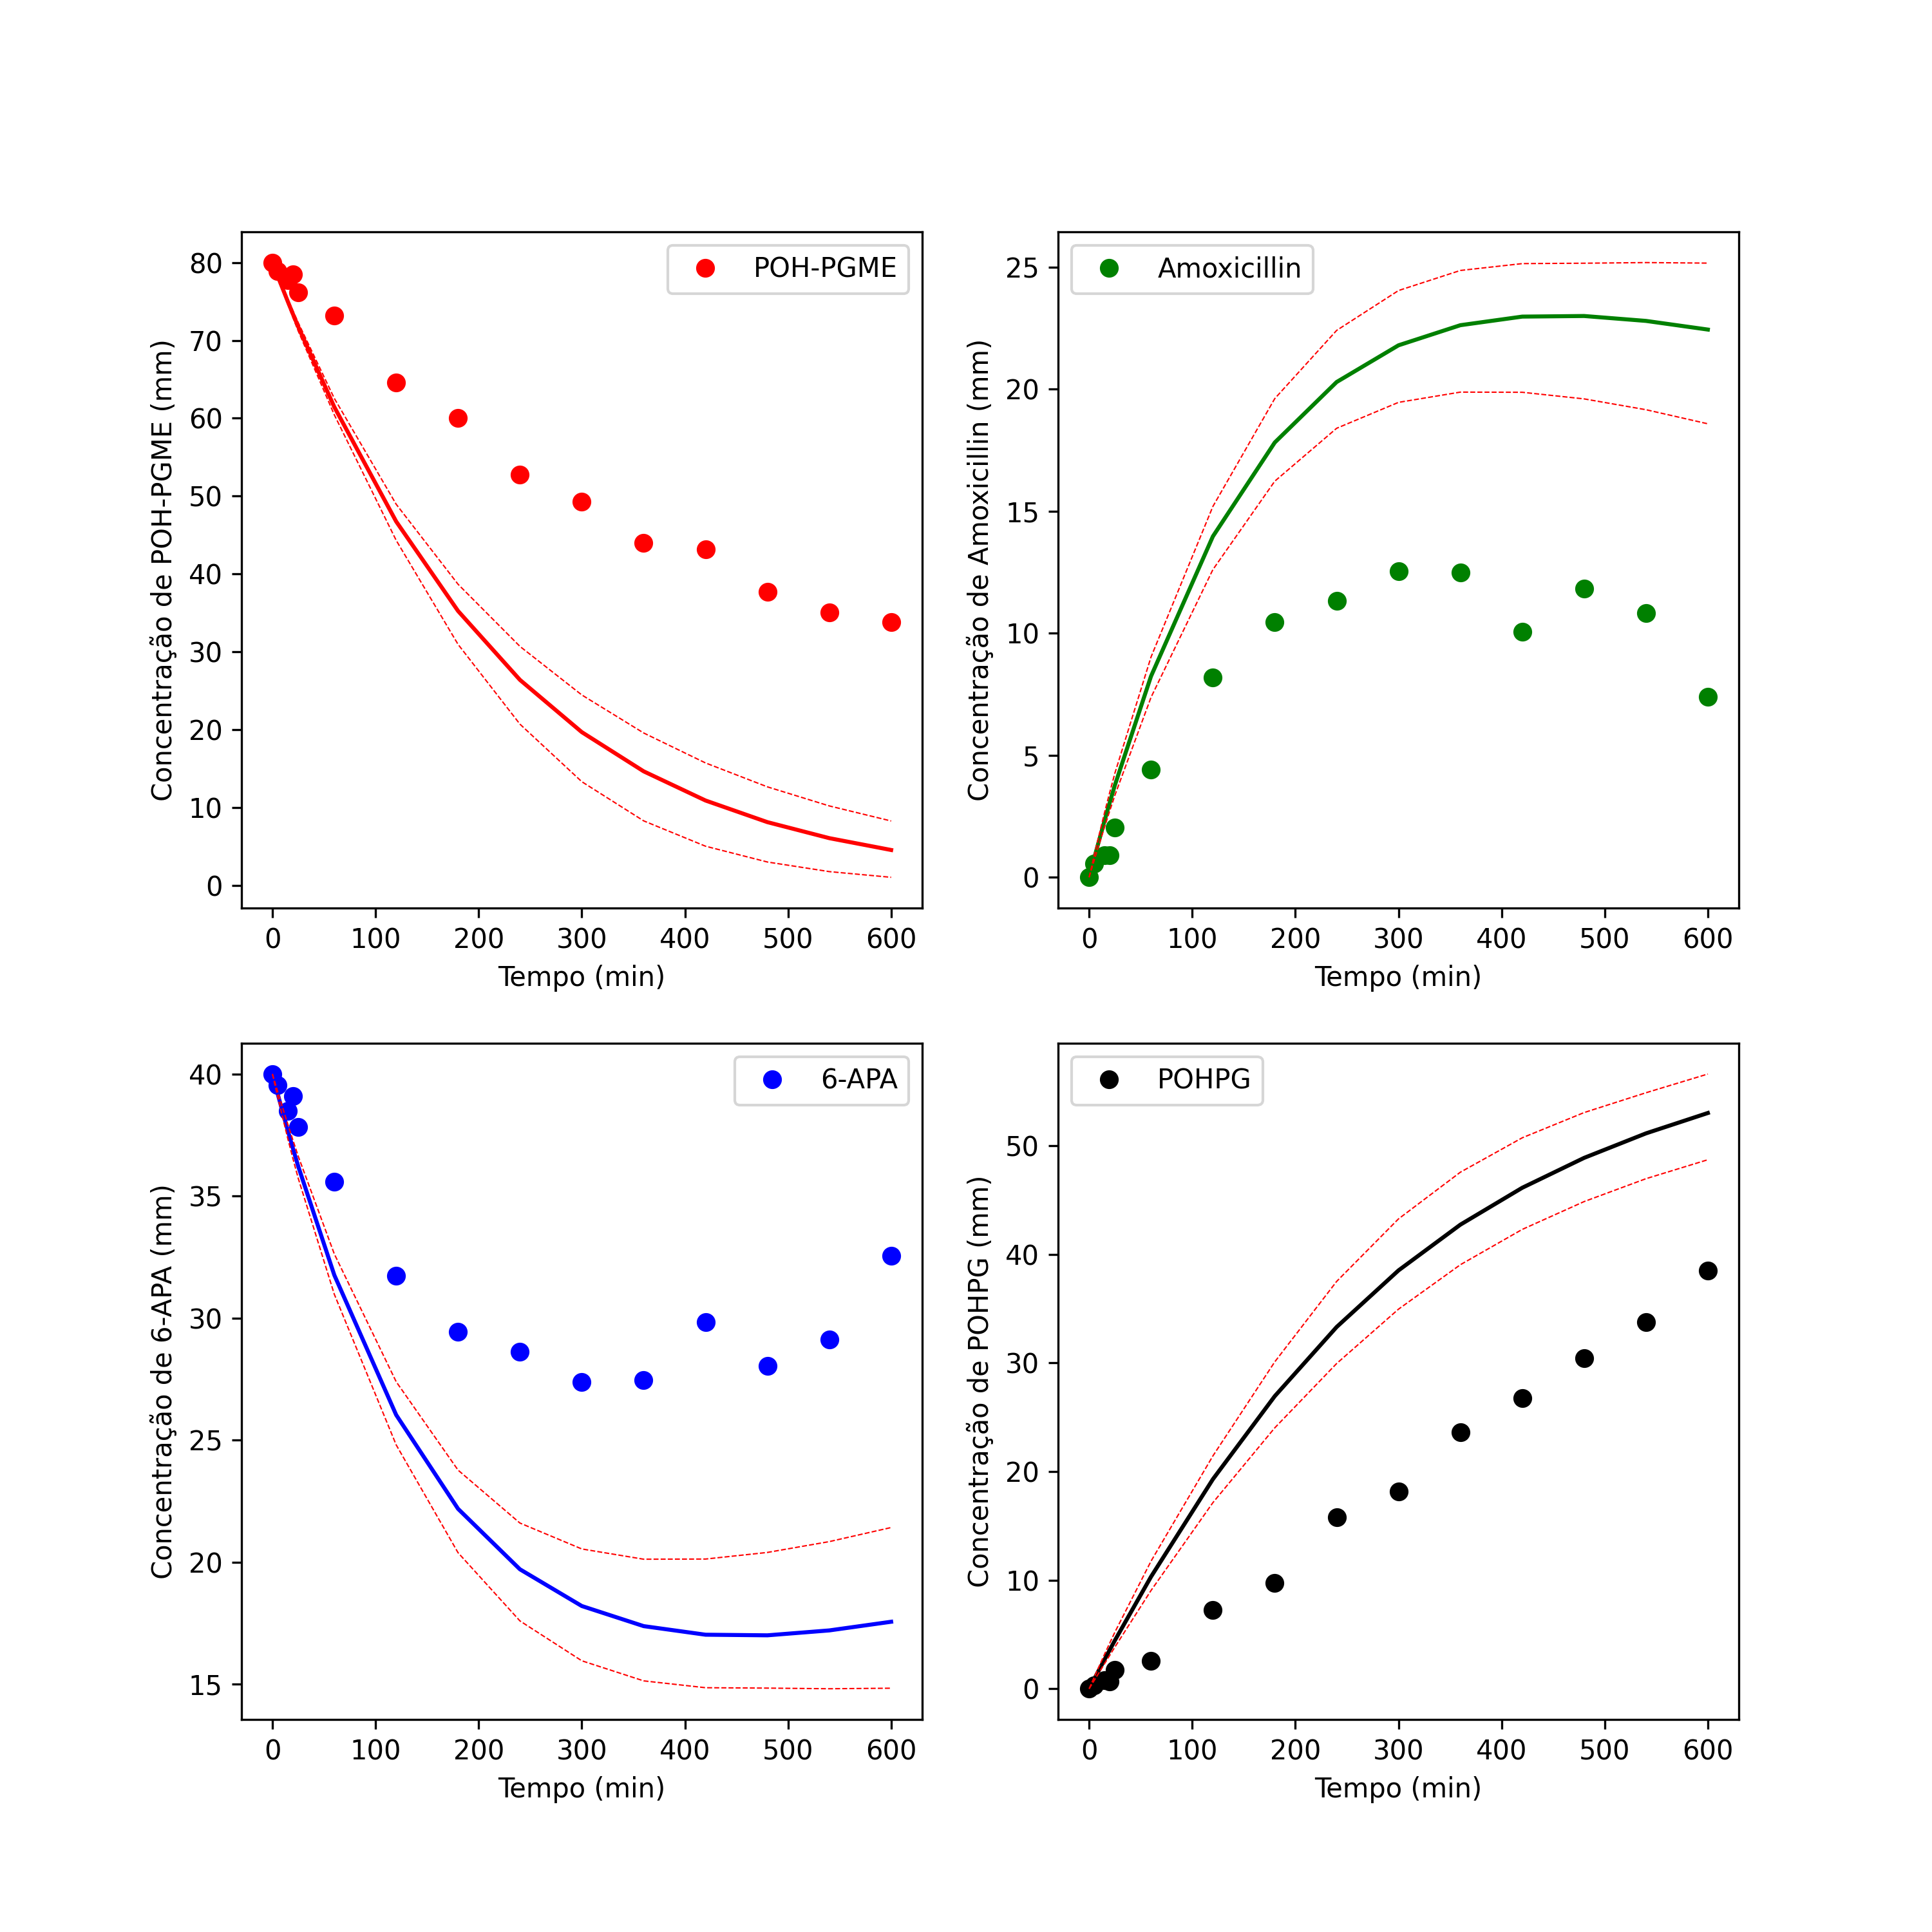 POH-PGME
Concentração de POH-PGME (mm)
80
70
60
50
40
30
20
10
0
0 100 200 300 400 500 600
Tempo (min)
Amoxicillin
Concentração de Amoxicillin (mm)
25
20
15
10
5
0
0 100 200 300 400 500 600
Tempo (min)
6-APA
Concentração de 6-APA (mm)
40
35
30
25
20
15
0 100 200 300 400 500 600
Tempo (min)
POHPG
Concentração de POHPG (mm)
50
40
30
20
10
0
0 100 200 300 400 500 600
Tempo (min)